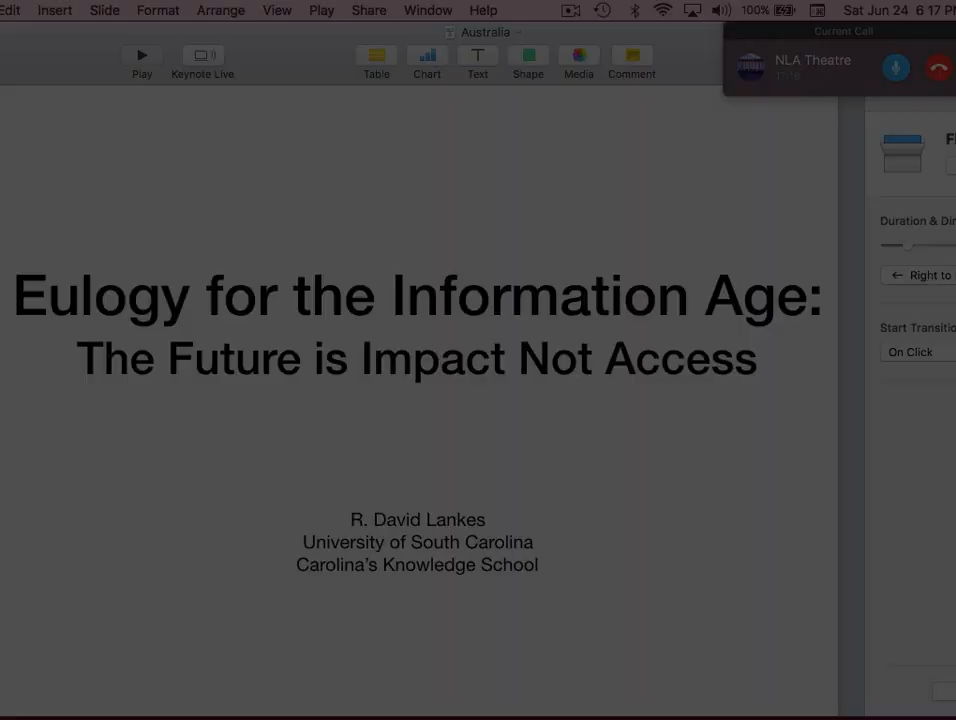 Edit Insert Slide Format Arrange View Play Share Window Help 100% Sat Jun 24 6 17 PM
Australia
Current Call
NLA Theatre
17:16
Play Keynote Live Table Chart Text Shape Media Comment
Duration & Dir
← Right to
Start Transitio
On Click
Eulogy for the Information Age:
The Future is Impact Not Access
R. David Lankes
University of South Carolina
Carolina's Knowledge School